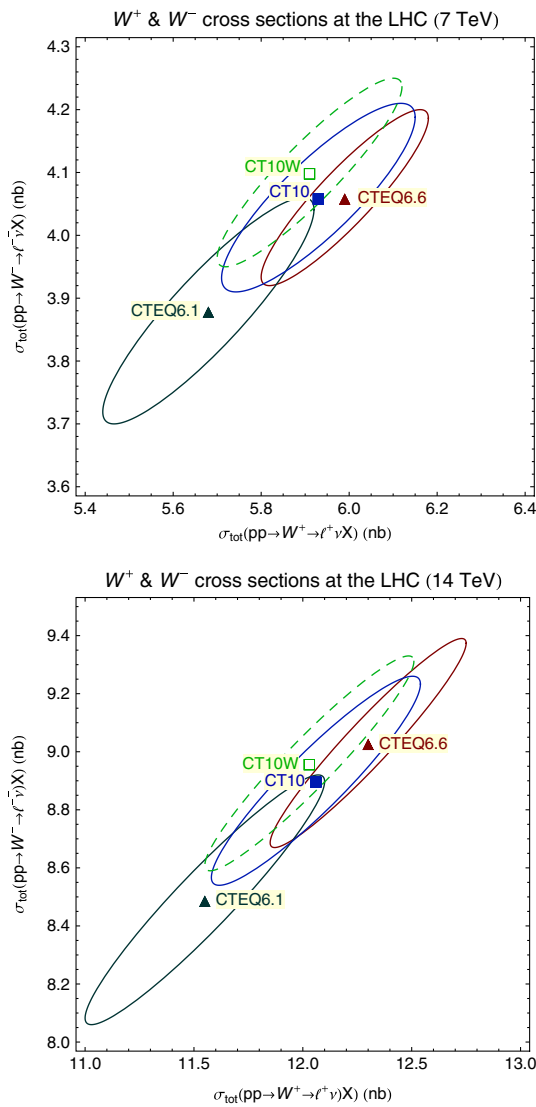 W⁺ & W⁻ cross sections at the LHC (7 TeV)
4.3
4.2
4.1
4.0
3.9
3.8
3.7
3.6
σtot(pp→W⁻→ℓ⁻ν̄X) (nb)
CT10W
CT10
CTEQ6.6
CTEQ6.1
5.4 5.6 5.8 6.0 6.2 6.4
σtot(pp→W⁺→ℓ⁺νX) (nb)
W⁺ & W⁻ cross sections at the LHC (14 TeV)
9.4
9.2
9.0
8.8
8.6
8.4
8.2
8.0
σtot(pp→W⁻→ℓ⁻ν̄)X) (nb)
CTEQ6.6
CT10W
CT10
CTEQ6.1
11.0 11.5 12.0 12.5 13.0
σtot(pp→W⁺→ℓ⁺ν)X) (nb)